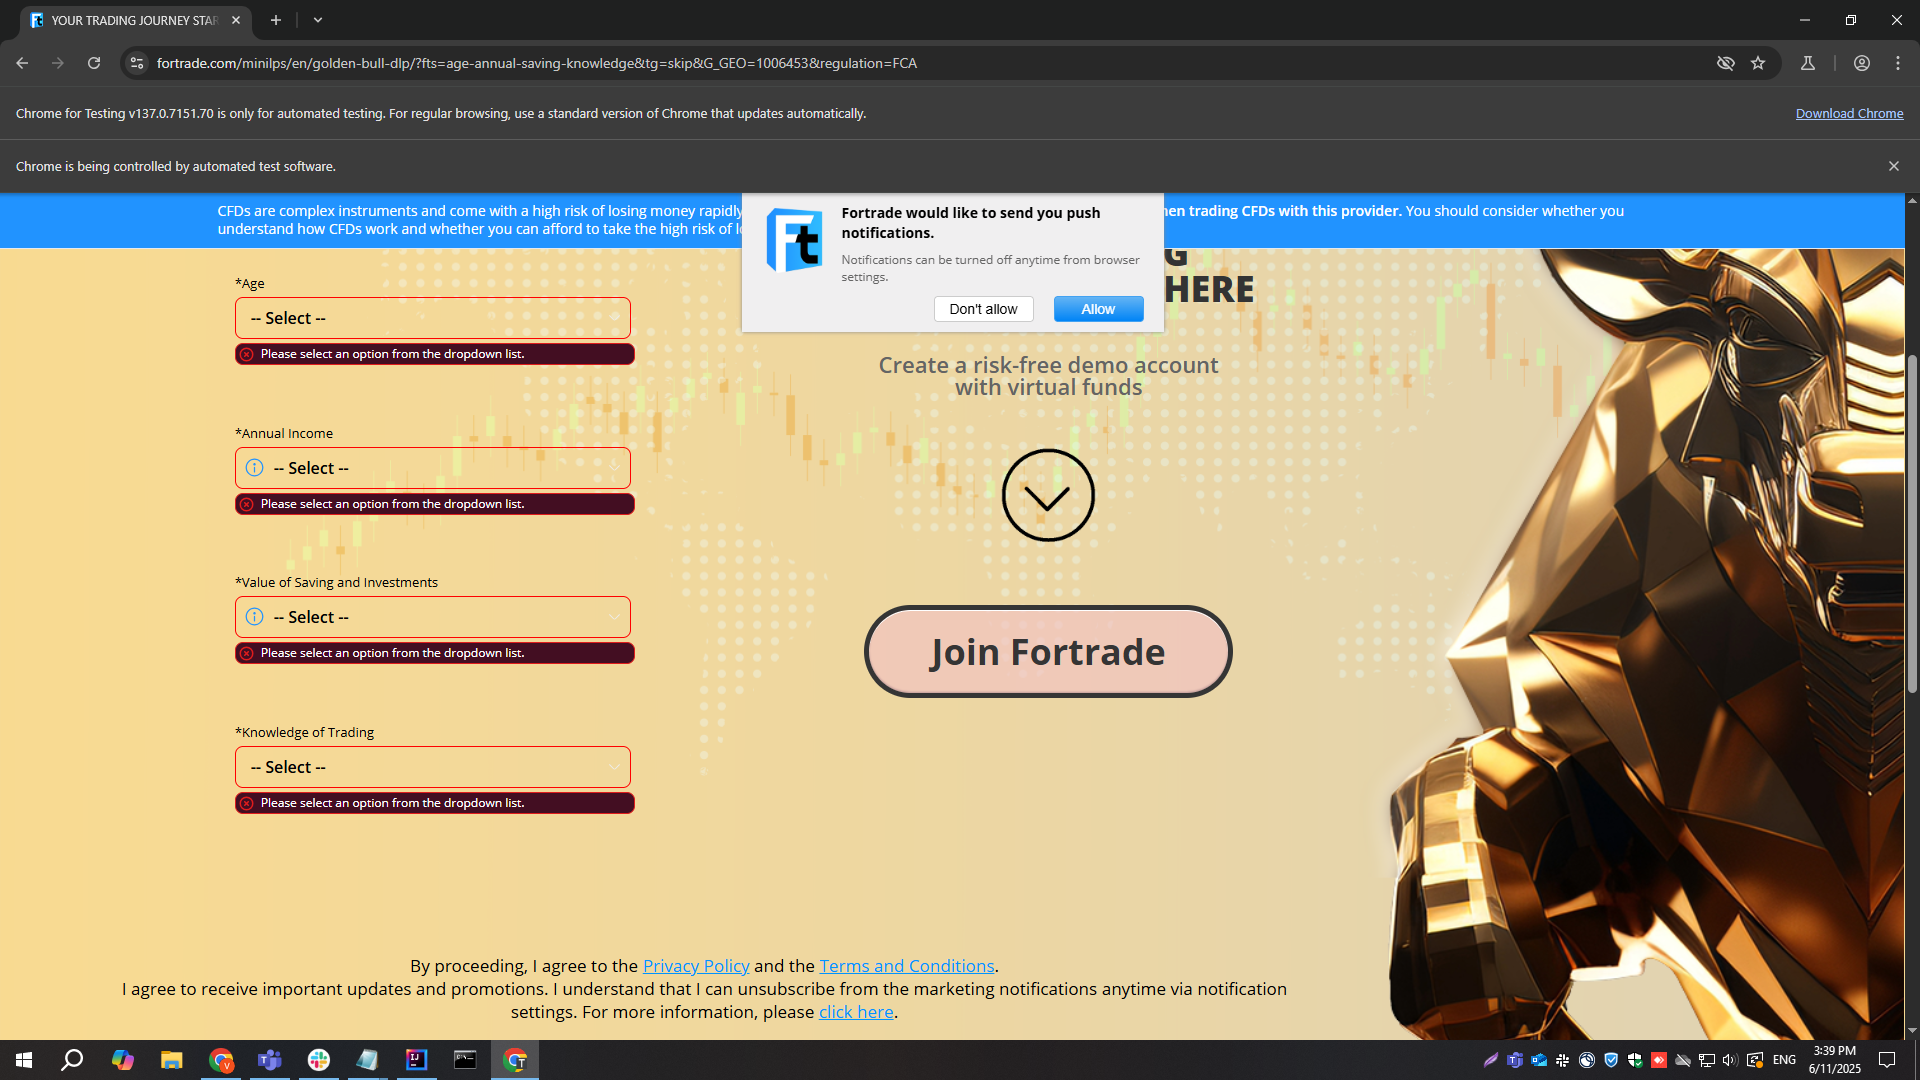 YOUR TRADING JOURNEY STAR
fortrade.com/minilps/en/golden-bull-dlp/?fts=age-annual-saving-knowledge&tg=skip&G_GEO=1006453&regulation=FCA
Chrome for Testing v137.0.7151.70 is only for automated testing. For regular browsing, use a standard version of Chrome that updates automatically.
Download Chrome
Chrome is being controlled by automated test software.
CFDs are complex instruments and come with a high risk of losing money rapidly
when trading CFDs with this provider. You should consider whether you
understand how CFDs work and whether you can afford to take the high risk of
Ft
Fortrade would like to send you push
notifications.
Notifications can be turned off anytime from browser
settings.
Don't allow
Allow
G
HERE
*Age
-- Select --
Please select an option from the dropdown list.
Create a risk-free demo account
with virtual funds
*Annual Income
-- Select --
Please select an option from the dropdown list.
*Value of Saving and Investments
-- Select --
Please select an option from the dropdown list.
Join Fortrade
*Knowledge of Trading
-- Select --
Please select an option from the dropdown list.
By proceeding, I agree to the Privacy Policy and the Terms and Conditions.
I agree to receive important updates and promotions. I understand that I can unsubscribe from the marketing notifications anytime via notification
settings. For more information, please click here.
ENG
3:39 PM
6/11/2025